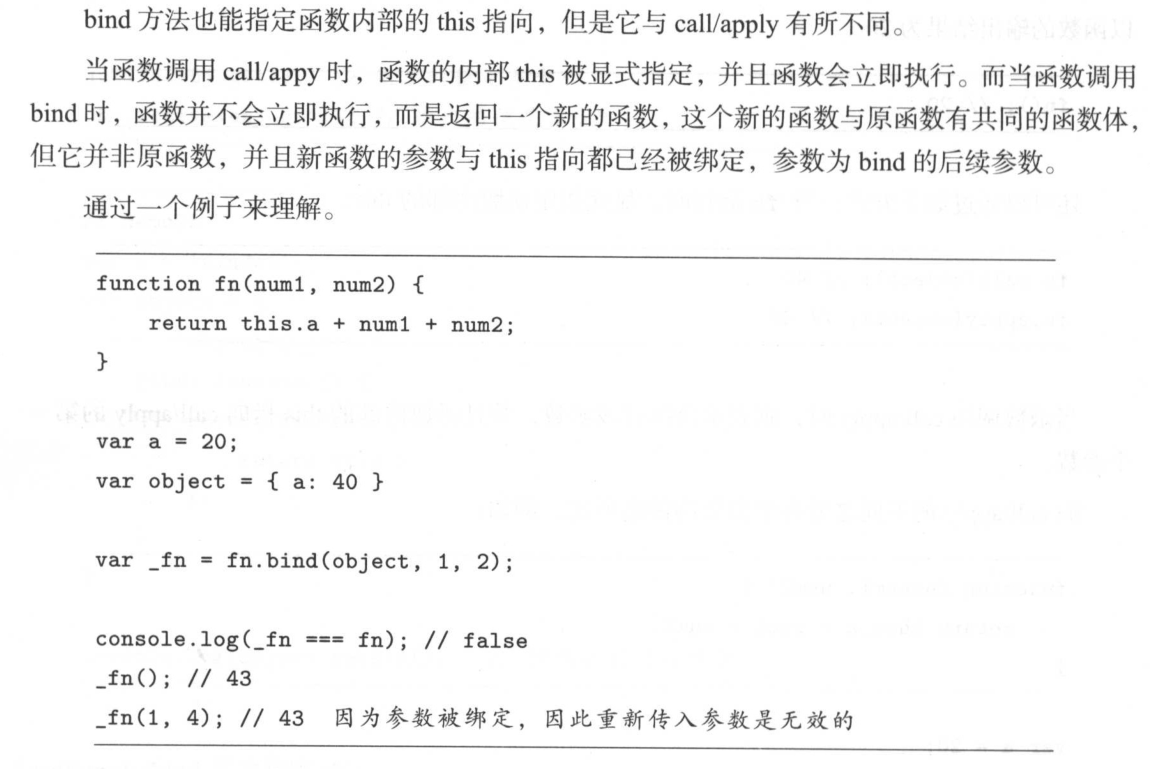 bind 方法也能指定函数内部的 this 指向，但是它与 call/apply 有所不同。
当函数调用 call/appy 时，函数的内部 this 被显式指定，并且函数会立即执行。而当函数调用
bind 时，函数并不会立即执行，而是返回一个新的函数，这个新的函数与原函数有共同的函数体，
但它并非原函数，并且新函数的参数与 this 指向都已经被绑定，参数为 bind 的后续参数。
通过一个例子来理解。
function fn(num1, num2) {
    return this.a + num1 + num2;
}
var a = 20;
var object = { a: 40 }
var _fn = fn.bind(object, 1, 2);
console.log(_fn === fn); // false
_fn(); // 43
_fn(1, 4); // 43  因为参数被绑定，因此重新传入参数是无效的